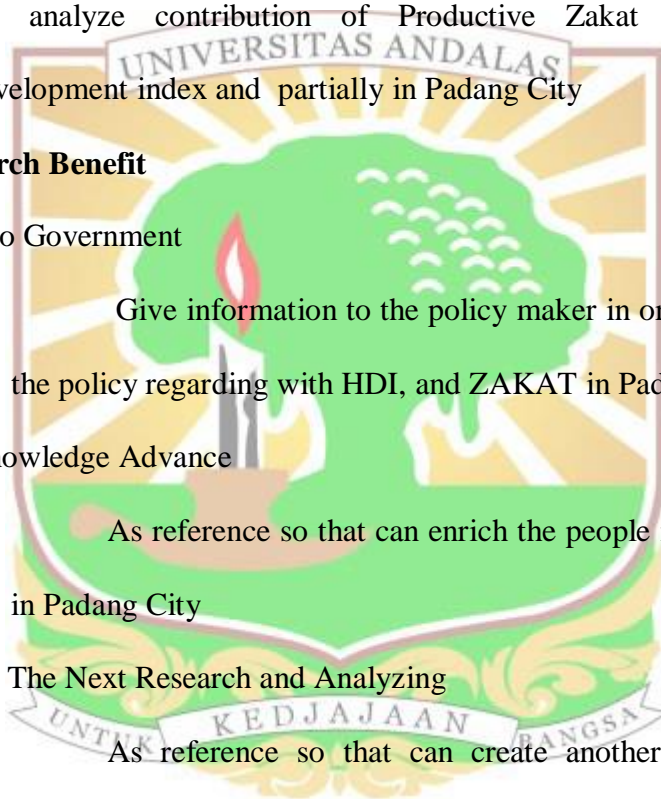 analyze contribution of Productive Zakat
UNIVERSITAS ANDALAS
velopment index and partially in Padang City
rch Benefit
o Government
Give information to the policy maker in or
the policy regarding with HDI, and ZAKAT in Pad
nowledge Advance
As reference so that can enrich the people
in Padang City
The Next Research and Analyzing
UNTUK KEDJAJAAN BANGSA
As reference so that can create another